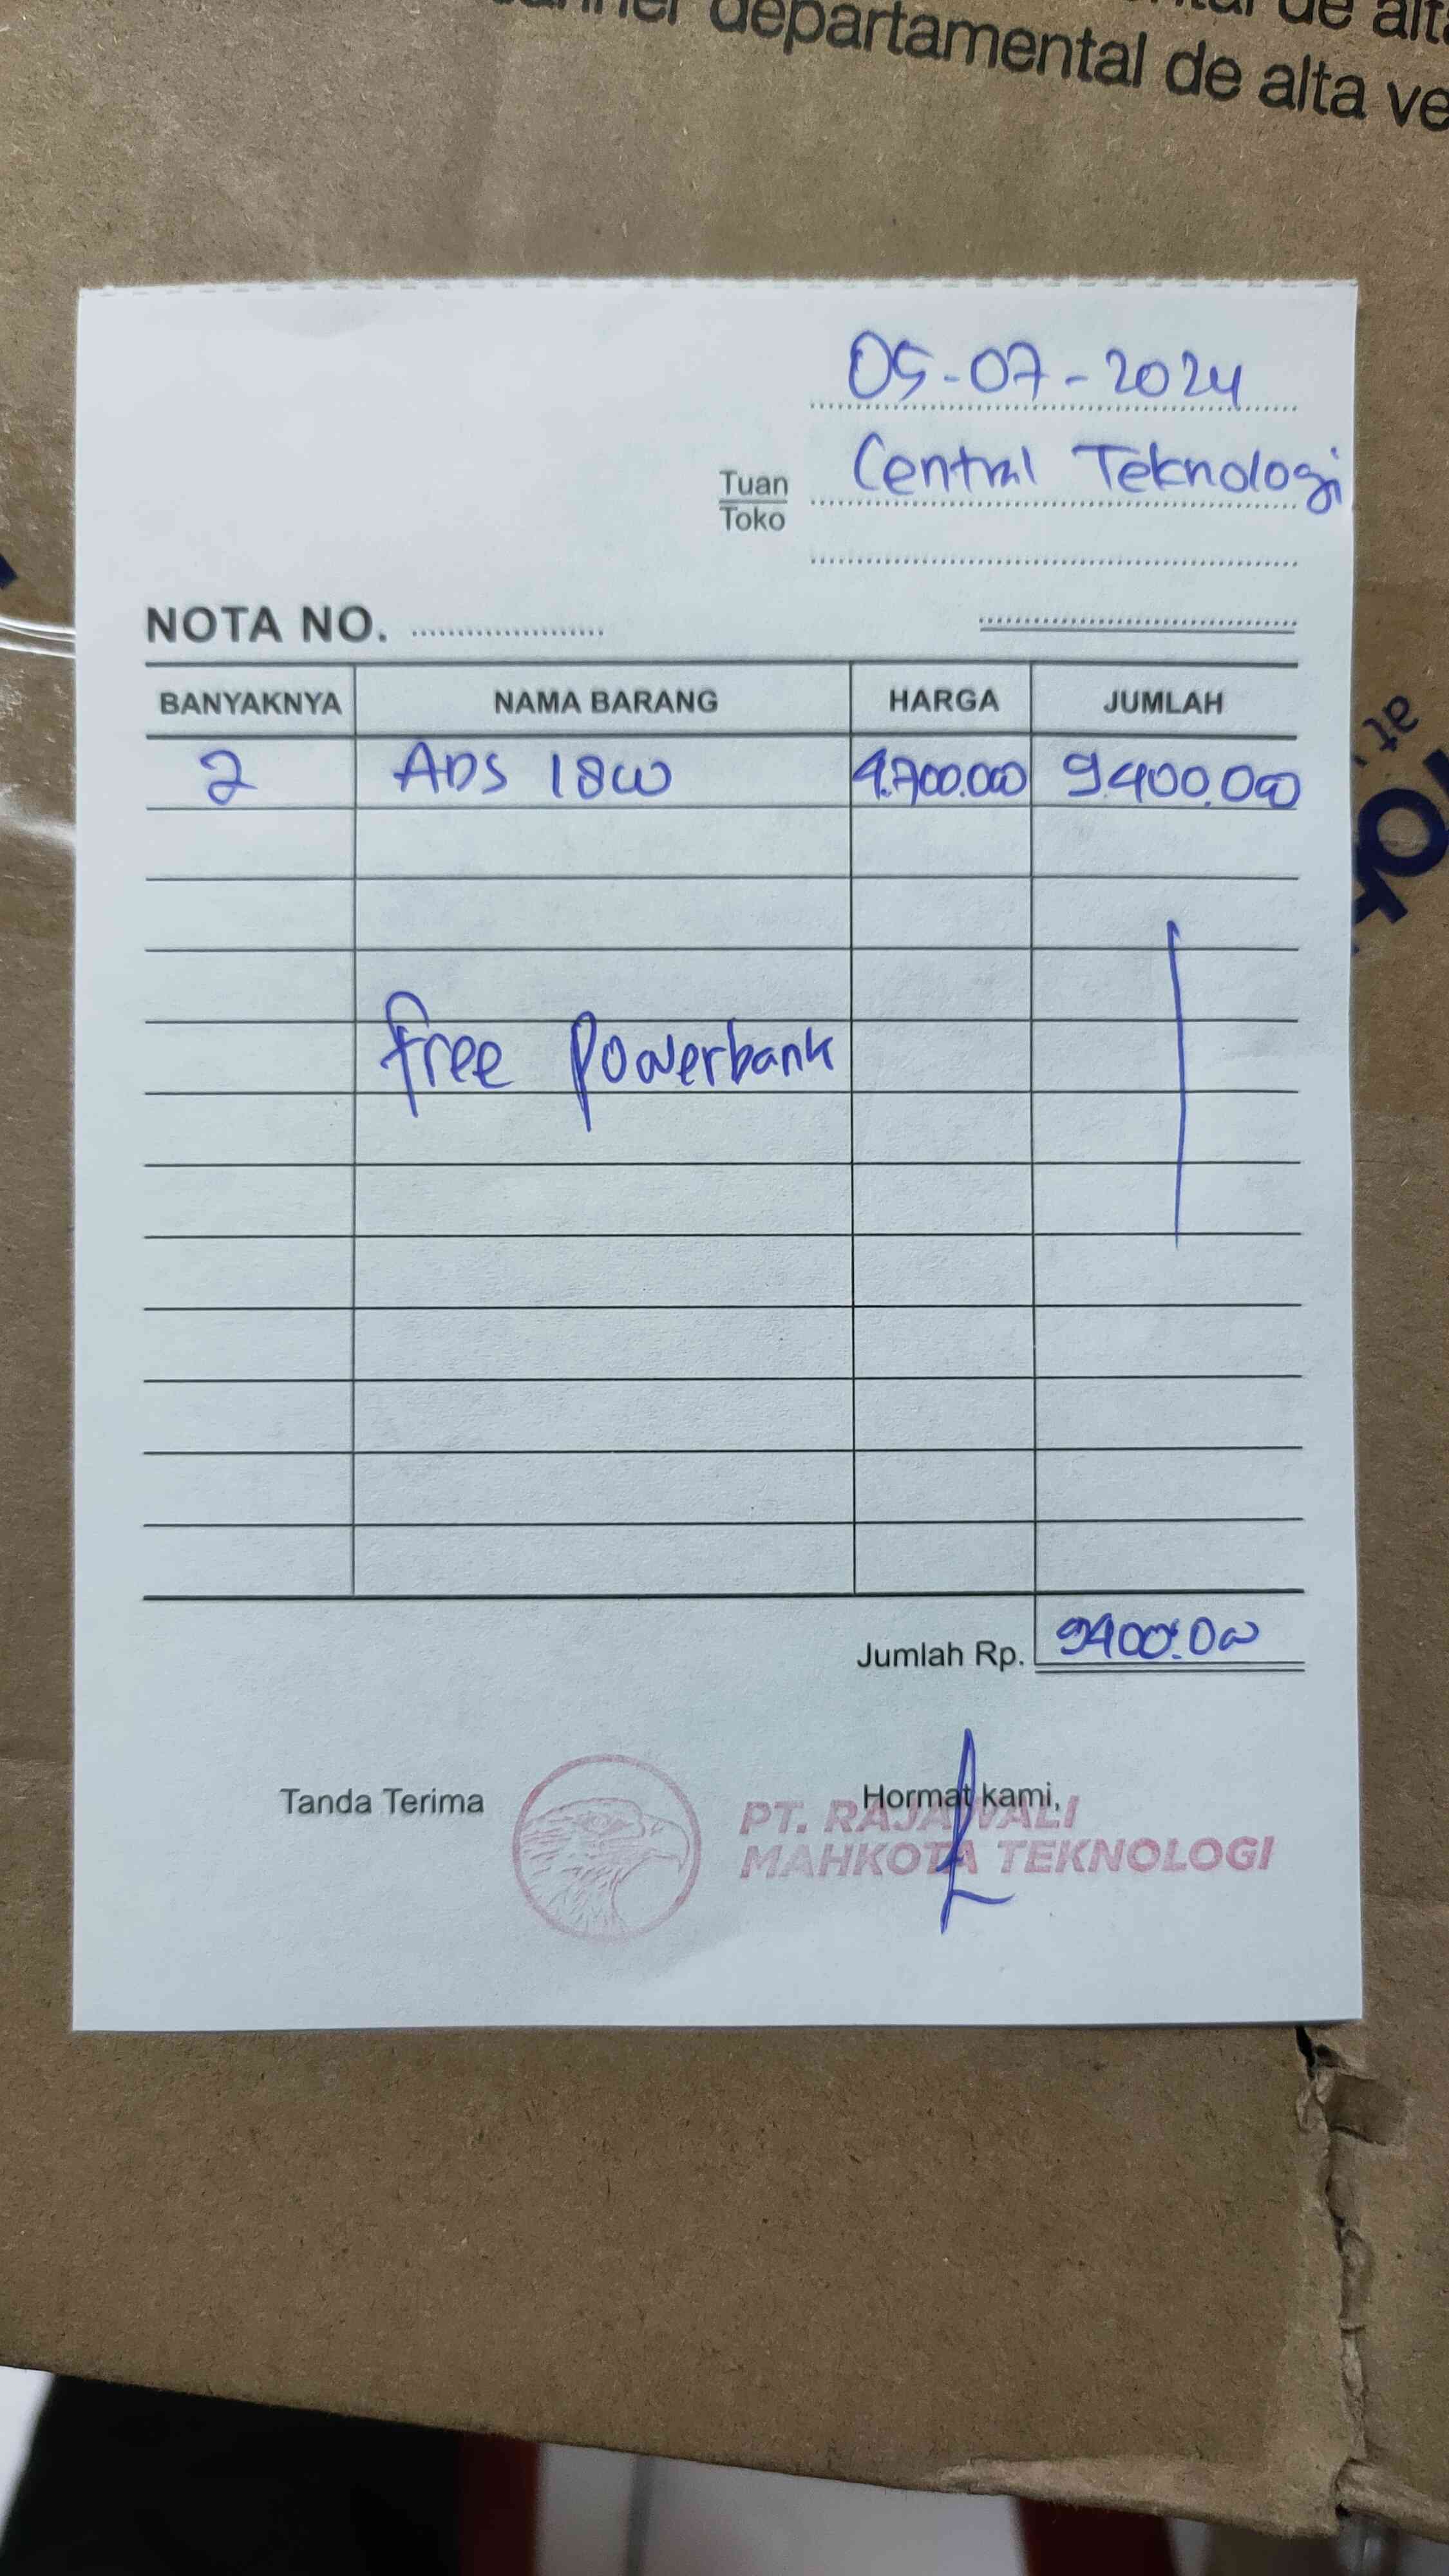 departamental de alta ve
05-07-2024
Tuan Central Teknologi
Toko
NOTA NO.
BANYAKNYA NAMA BARANG HARGA JUMLAH
2 ADS 1800 4.700.000 9.400.000
free Powerbank
Jumlah Rp. 9400.000
Tanda Terima Hormat kami,
PT. RAJAWALI
MAHKOTA TEKNOLOGI